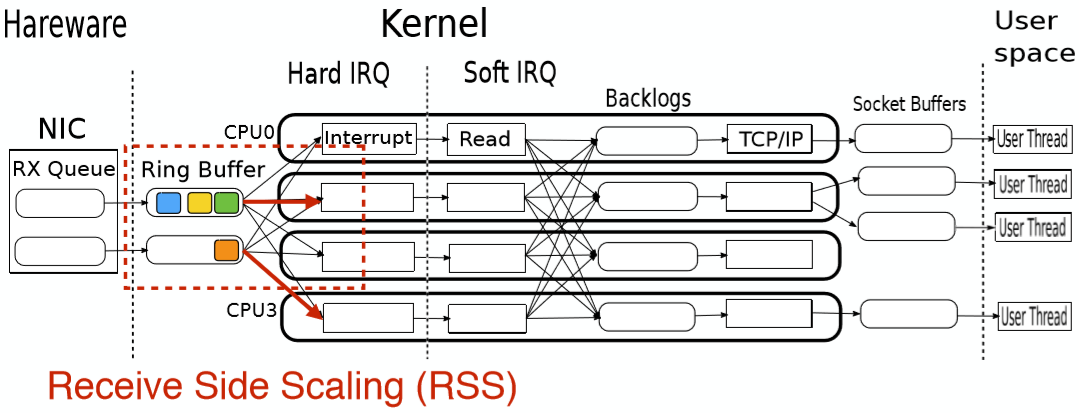 Hareware
Kernel
User
space
Hard IRQ
Soft IRQ
Backlogs
Socket Buffers
NIC
CPU0
Interrupt
Read
TCP/IP
User Thread
RX Queue
Ring Buffer
User Thread
User Thread
CPU3
User Thread
Receive Side Scaling (RSS)